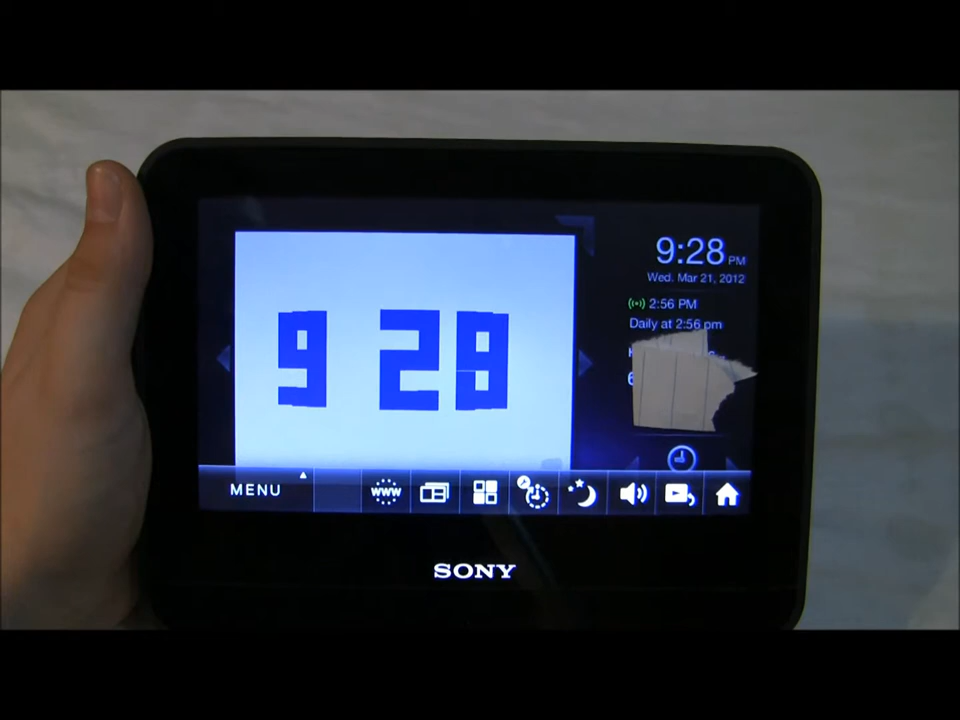 9 28
9:28 PM
Wed. Mar 21, 2012
2:56 PM
Daily at 2:56 pm
MENU
www
SONY